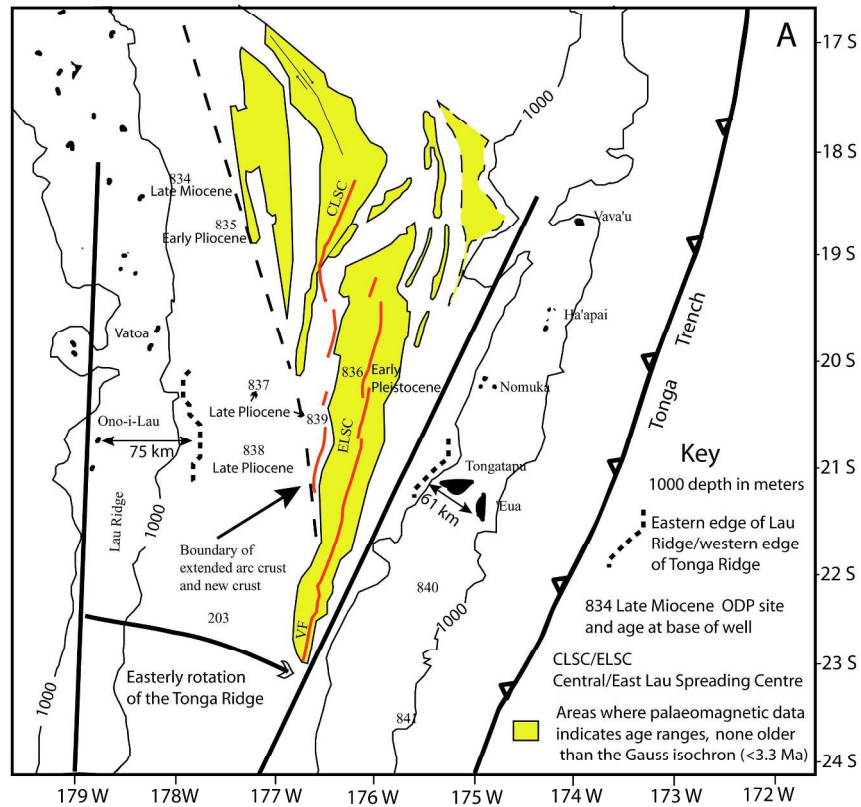 A
17 S
1000
18 S
834
Late Miocene
835
Early Pliocene
CLSC
Vava'u
19 S
Ha'apai
Vatoa
Tonga Trench
20 S
836
Early
Pleistocene
837
Nomuka
Late Pliocene
839
Ono-i-Lau
ELSC
75 km
838
Late Pliocene
Tongatapu
21 S
61 km
'Eua
Lau Ridge
1000
Boundary of
extended arc crust
and new crust
840
22 S
1000
203
VF
Easterly rotation
of the Tonga Ridge
23 S
1000
841
24 S
Key
1000 depth in meters
Eastern edge of Lau
Ridge/western edge
of Tonga Ridge
834 Late Miocene ODP site
and age at base of well
CLSC/ELSC
Central/East Lau Spreading Centre
Areas where palaeomagnetic data
indicates age ranges, none older
than the Gauss isochron (<3.3 Ma)
179 W
178 W
177 W
176 W
175 W
174 W
173 W
172 W